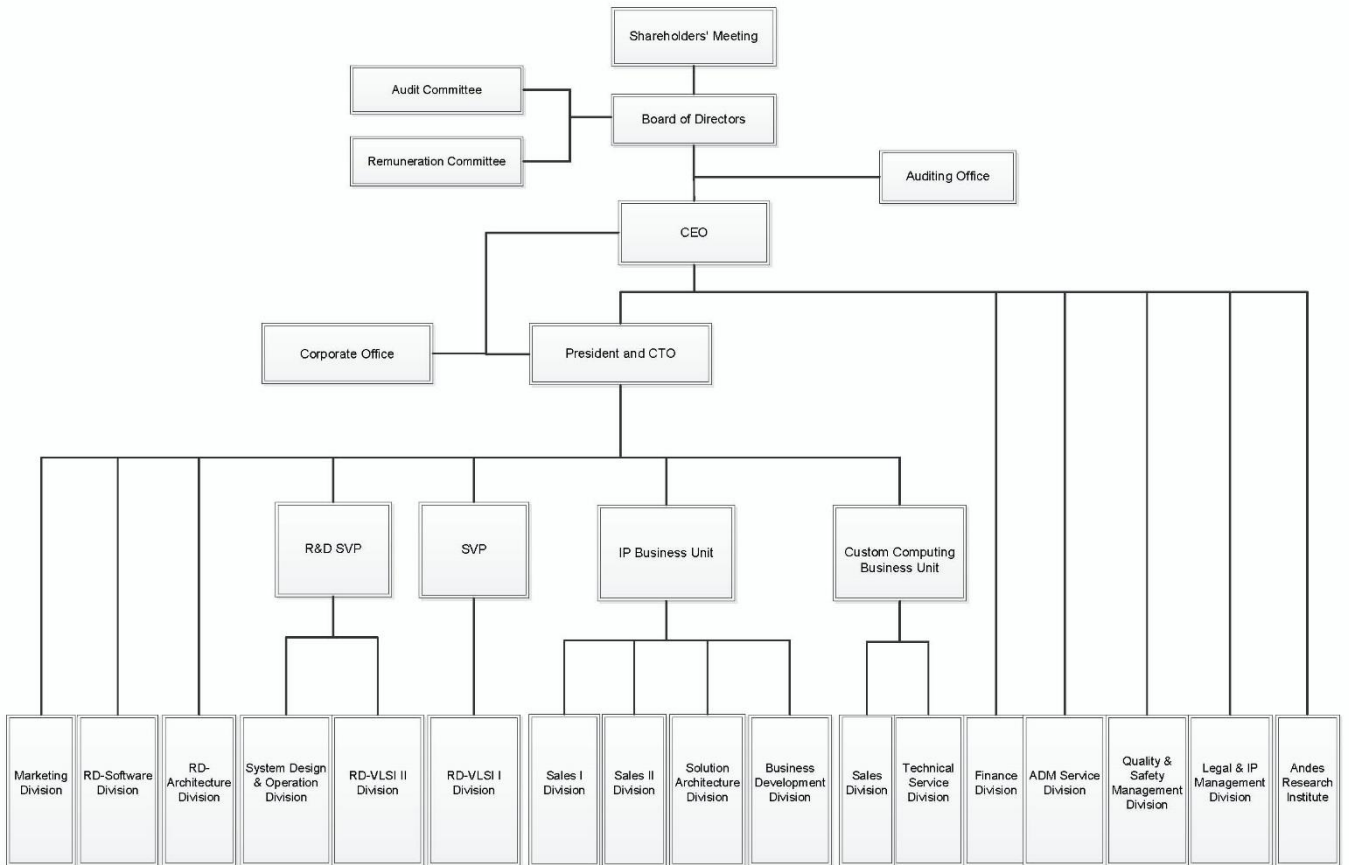 Shareholders' Meeting
Audit Committee
Board of Directors
Remuneration Committee
Auditing Office
CEO
Corporate Office
President and CTO
R&D SVP
SVP
IP Business Unit
Custom Computing
Business Unit
Marketing
Division
RD-Software
Division
RD-
Architecture
Division
System Design
& Operation
Division
RD-VLSI II
Division
RD-VLSI I
Division
Sales I
Division
Sales II
Division
Solution
Architecture
Division
Business
Development
Division
Sales
Division
Technical
Service
Division
Finance
Division
ADM Service
Division
Quality &
Safety
Management
Division
Legal & IP
Management
Division
Andes
Research
Institute